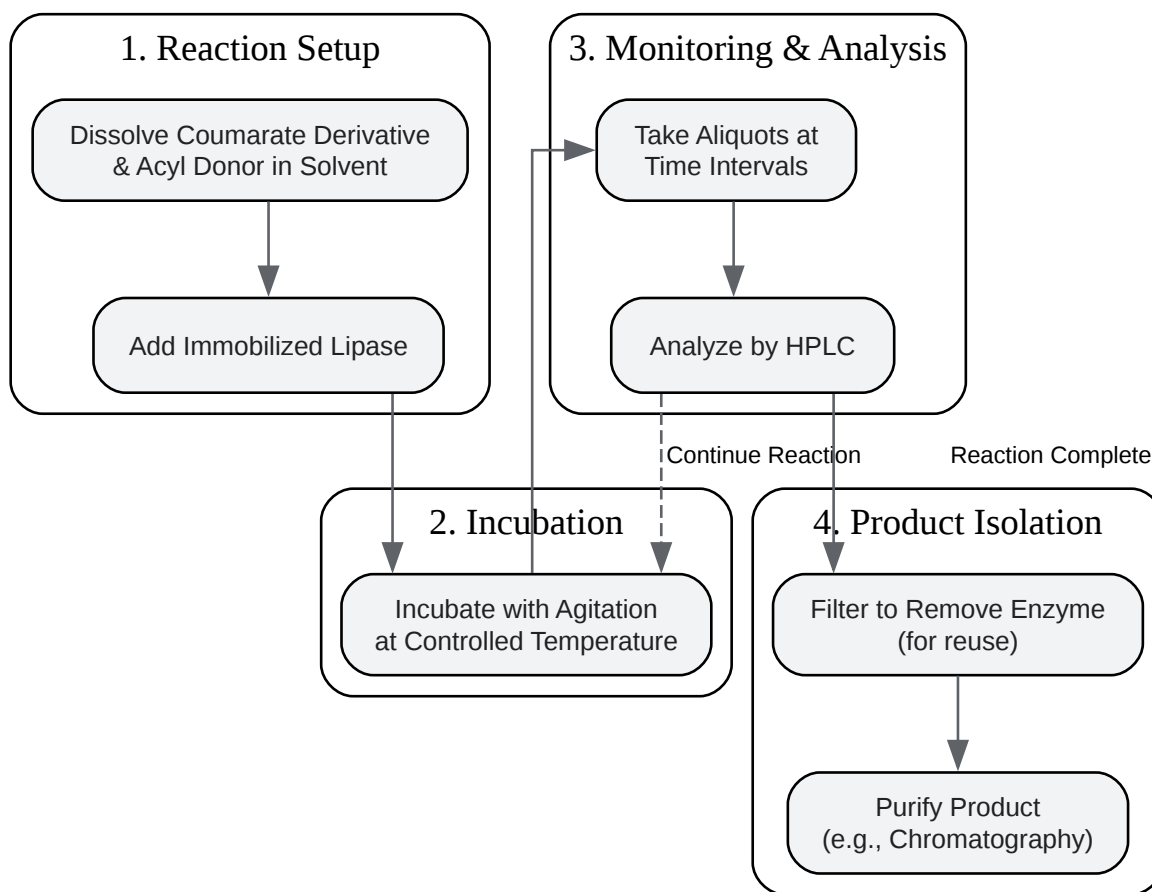 1. Reaction Setup
Dissolve Coumarate Derivative
& Acyl Donor in Solvent
Add Immobilized Lipase
3. Monitoring & Analysis
Take Aliquots at
Time Intervals
Analyze by HPLC
Continue Reaction
Reaction Complete
2. Incubation
Incubate with Agitation
at Controlled Temperature
4. Product Isolation
Filter to Remove Enzyme
(for reuse)
Purify Product
(e.g., Chromatography)